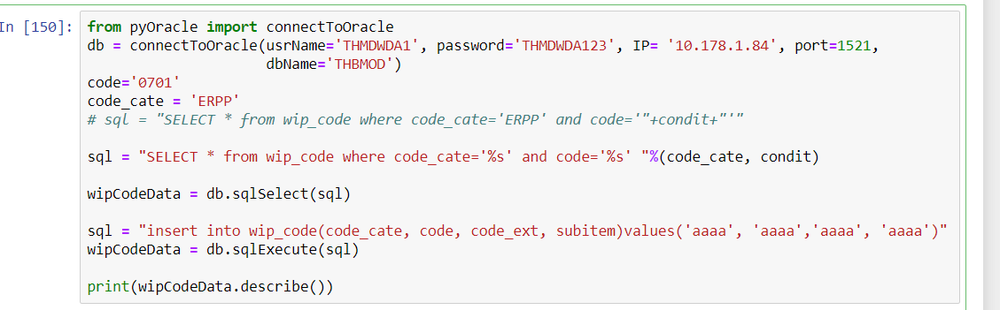 In [150]: from pyOracle import connectToOracle
db = connectToOracle(usrName='THMDWDA1', password='THMDWDA123', IP= '10.178.1.84', port=1521,
dbName='THBMOD')
code='0701'
code_cate = 'ERPP'
# sql = "SELECT * from wip_code where code_cate='ERPP' and code='"+condit+"'"
sql = "SELECT * from wip_code where code_cate='%s' and code='%s' "%(code_cate, condit)
wipCodeData = db.sqlSelect(sql)
sql = "insert into wip_code(code_cate, code, code_ext, subitem)values('aaaa', 'aaaa','aaaa', 'aaaa')"
wipCodeData = db.sqlExecute(sql)
print(wipCodeData.describe())